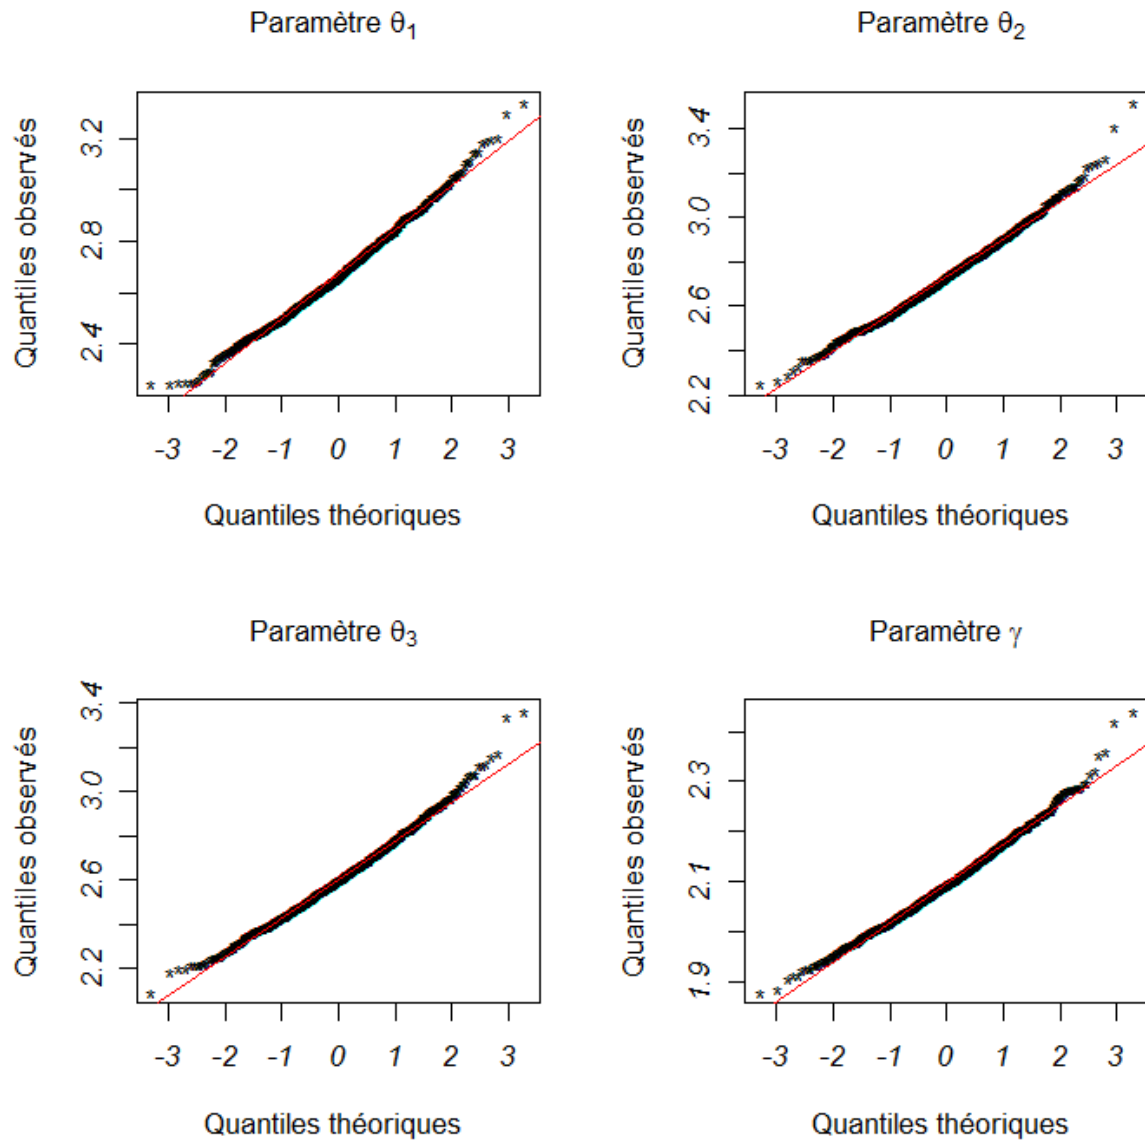 Paramètre θ1
Quantiles observés
3.2
2.8
2.4
-3 -2 -1 0 1 2 3
Quantiles théoriques
Paramètre θ2
Quantiles observés
3.4
3.0
2.6
2.2
-3 -2 -1 0 1 2 3
Quantiles théoriques
Paramètre θ3
Quantiles observés
3.4
3.0
2.6
2.2
-3 -2 -1 0 1 2 3
Quantiles théoriques
Paramètre γ
Quantiles observés
2.3
2.1
1.9
-3 -2 -1 0 1 2 3
Quantiles théoriques